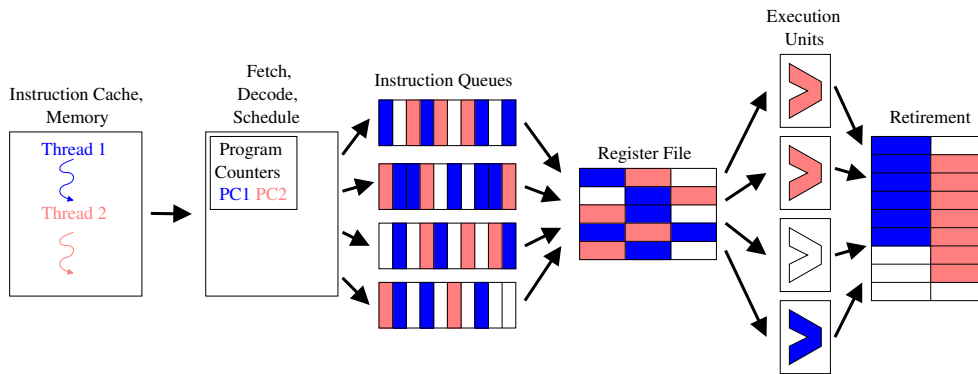 Instruction Cache,
Memory
Thread 1
Thread 2
Fetch,
Decode,
Schedule
Program
Counters
PC1 PC2
Instruction Queues
Register File
Execution
Units
Retirement